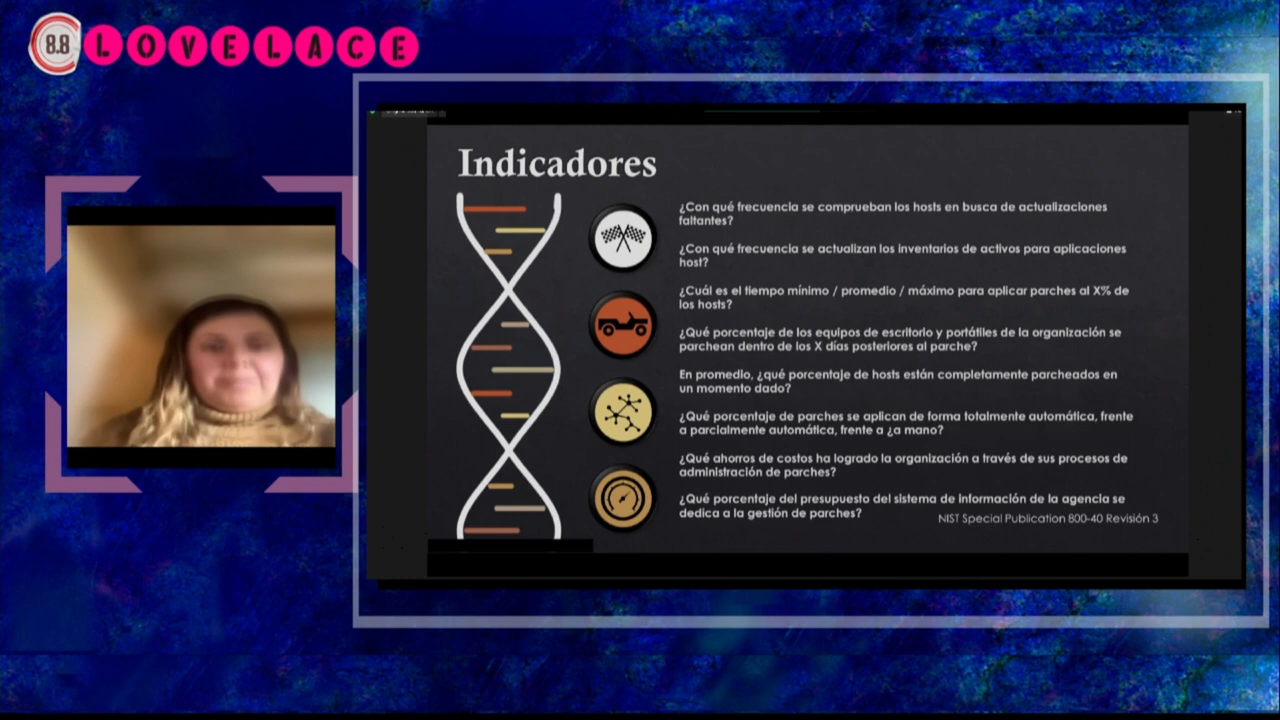 8.8 LOVELACE
Indicadores
¿Con qué frecuencia se comprueban los hosts en busca de actualizaciones
faltantes?
¿Con qué frecuencia se actualizan los inventarios de activos para aplicaciones
host?
¿Cuál es el tiempo mínimo / promedio / máximo para aplicar parches al X% de
los hosts?
¿Qué porcentaje de los equipos de escritorio y portátiles de la organización se
parchean dentro de los X días posteriores al parche?
En promedio, ¿qué porcentaje de hosts están completamente parcheados en
un momento dado?
¿Qué porcentaje de parches se aplican de forma totalmente automática, frente
a parcialmente automática, frente a ¿a mano?
¿Qué ahorros de costos ha logrado la organización a través de sus procesos de
administración de parches?
¿Qué porcentaje del presupuesto del sistema de información de la agencia se
dedica a la gestión de parches?
NIST Special Publication 800-40 Revisión 3